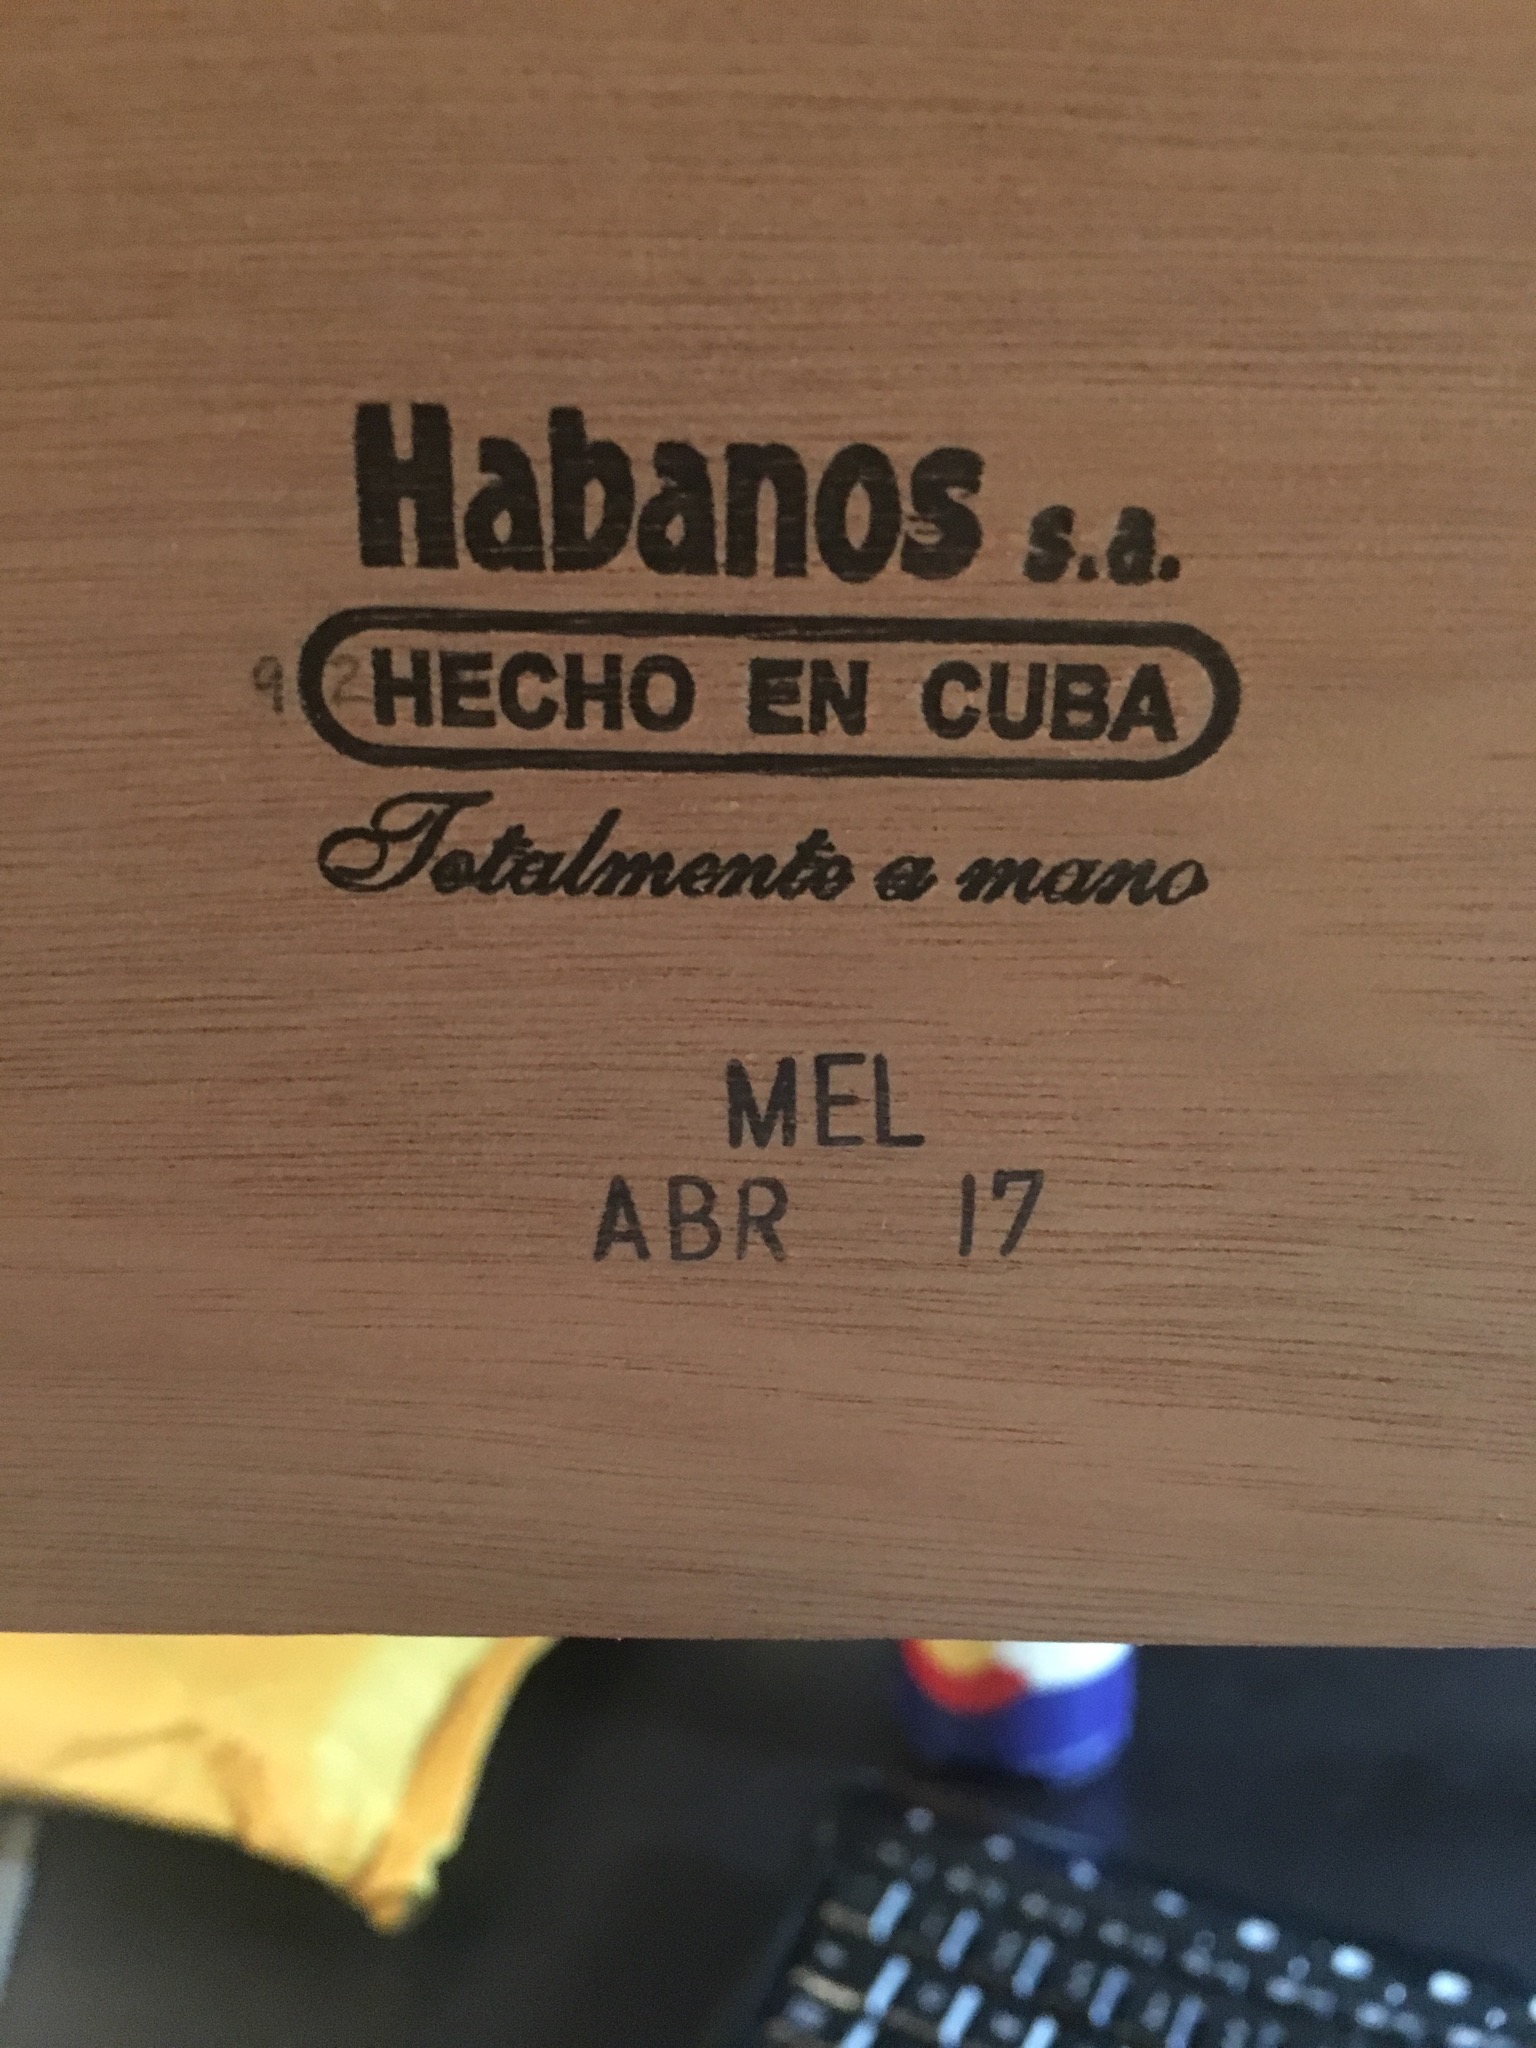 Habanos s.a.
HECHO EN CUBA
Totalmente a mano
MEL
ABR 17